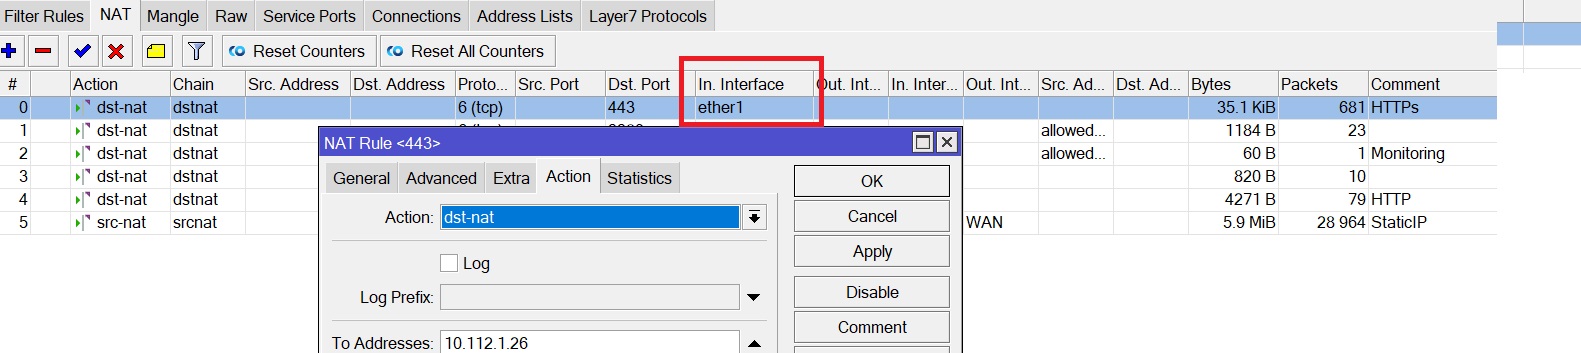 Filter Rules NAT Mangle Raw Service Ports Connections Address Lists Layer7 Protocols
Reset Counters Reset All Counters
# Action Chain Src. Address Dst. Address Proto... Src. Port Dst. Port In. Interface Out. Int... In. Inter... Out. Int... Src. Ad... Dst. Ad... Bytes Packets Comment
0 dst-nat dstnat 6 (tcp) 443 ether1 35.1 KiB 681 HTTPs
1 dst-nat dstnat allowed... 1184 B 23
2 dst-nat dstnat allowed... 60 B 1 Monitoring
3 dst-nat dstnat 820 B 10
4 dst-nat dstnat 4271 B 79 HTTP
5 src-nat srcnat WAN 5.9 MiB 28 964 StaticIP
NAT Rule <443>
General Advanced Extra Action Statistics
Action: dst-nat
Log
Log Prefix:
To Addresses: 10.112.1.26
OK
Cancel
Apply
Disable
Comment